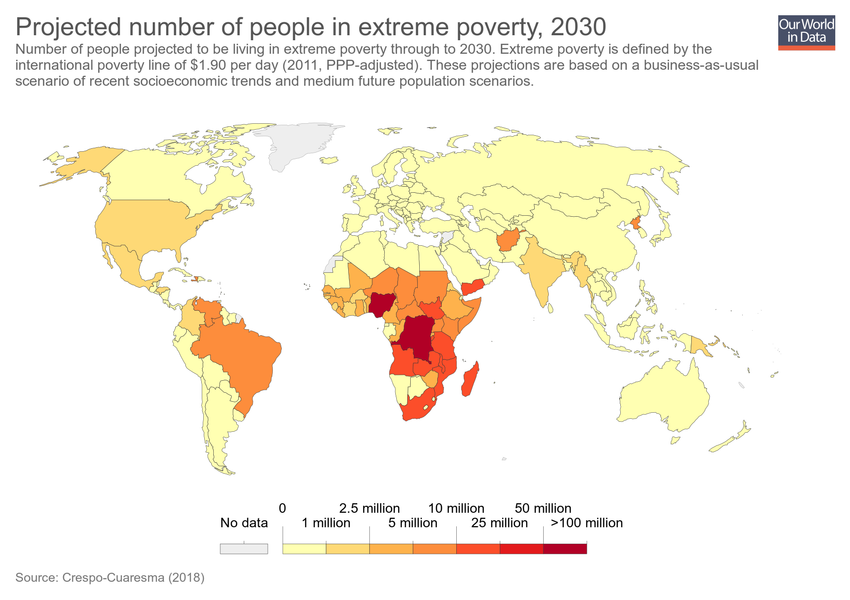 Projected number of people in extreme poverty, 2030
Our World
in Data
Number of people projected to be living in extreme poverty through to 2030. Extreme poverty is defined by the
international poverty line of $1.90 per day (2011, PPP-adjusted). These projections are based on a business-as-usual
scenario of recent socioeconomic trends and medium future population scenarios.
0 2.5 million 10 million 50 million
No data 1 million 5 million 25 million >100 million
Source: Crespo-Cuaresma (2018)